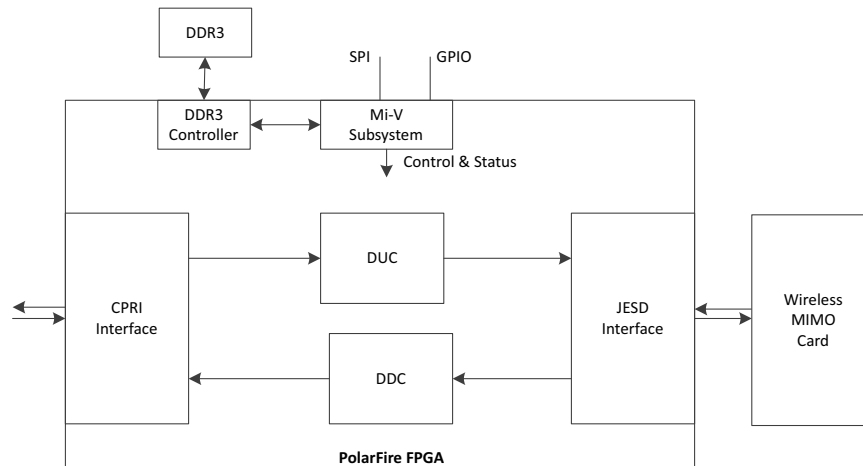 DDR3
SPI
GPIO
DDR3
Controller
Mi-V
Subsystem
Control & Status
CPRI
Interface
DUC
DDC
JESD
Interface
Wireless
MIMO
Card
PolarFire FPGA